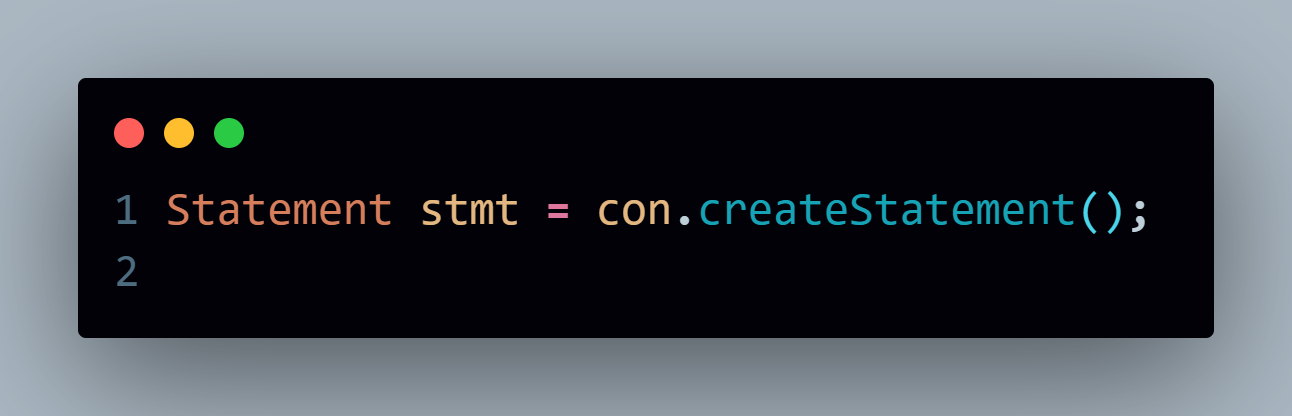 1 Statement stmt = con.createStatement();
2